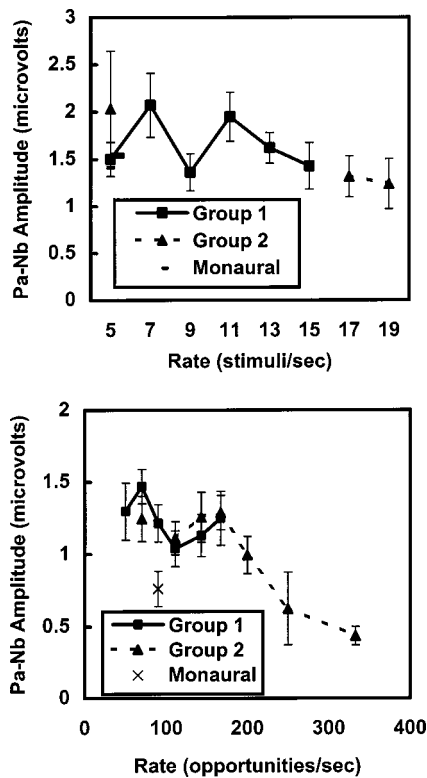 Pa-Nb Amplitude (microvolts)
3
2.5
2
1.5
1
0.5
0
Group 1
Group 2
Monaural
5 7 9 11 13 15 17 19
Rate (stimuli/sec)
Pa-Nb Amplitude (microvolts)
2
1.5
1
0.5
0
Group 1
Group 2
Monaural
0 100 200 300 400
Rate (opportunities/sec)